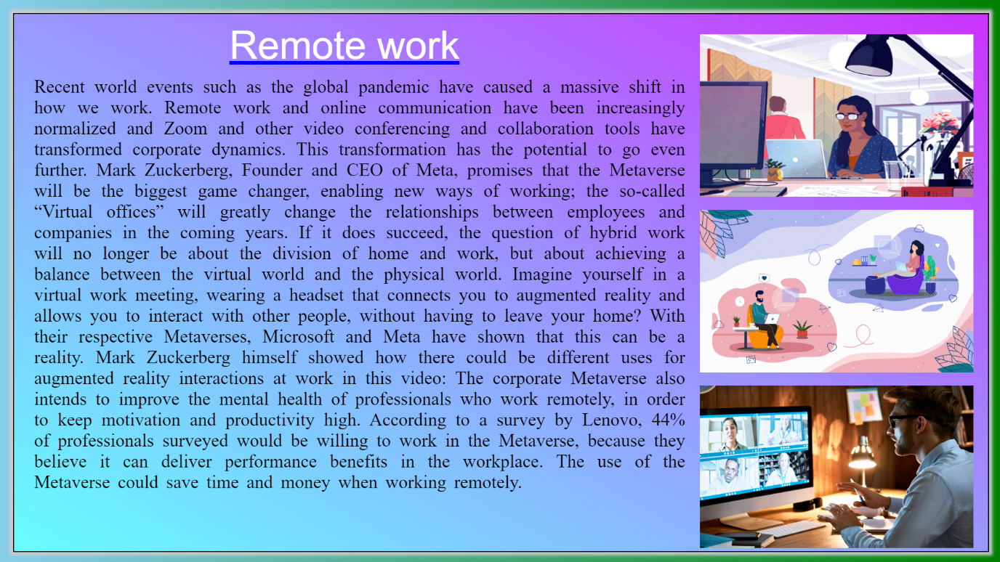 Remote work
Recent world events such as the global pandemic have caused a massive shift in
how we work. Remote work and online communication have been increasingly
normalized and Zoom and other video conferencing and collaboration tools have
transformed corporate dynamics. This transformation has the potential to go even
further. Mark Zuckerberg, Founder and CEO of Meta, promises that the Metaverse
will be the biggest game changer, enabling new ways of working; the so-called
“Virtual offices” will greatly change the relationships between employees and
companies in the coming years. If it does succeed, the question of hybrid work
will no longer be about the division of home and work, but about achieving a
balance between the virtual world and the physical world. Imagine yourself in a
virtual work meeting, wearing a headset that connects you to augmented reality and
allows you to interact with other people, without having to leave your home? With
their respective Metaverses, Microsoft and Meta have shown that this can be a
reality. Mark Zuckerberg himself showed how there could be different uses for
augmented reality interactions at work in this video: The corporate Metaverse also
intends to improve the mental health of professionals who work remotely, in order
to keep motivation and productivity high. According to a survey by Lenovo, 44%
of professionals surveyed would be willing to work in the Metaverse, because they
believe it can deliver performance benefits in the workplace. The use of the
Metaverse could save time and money when working remotely.